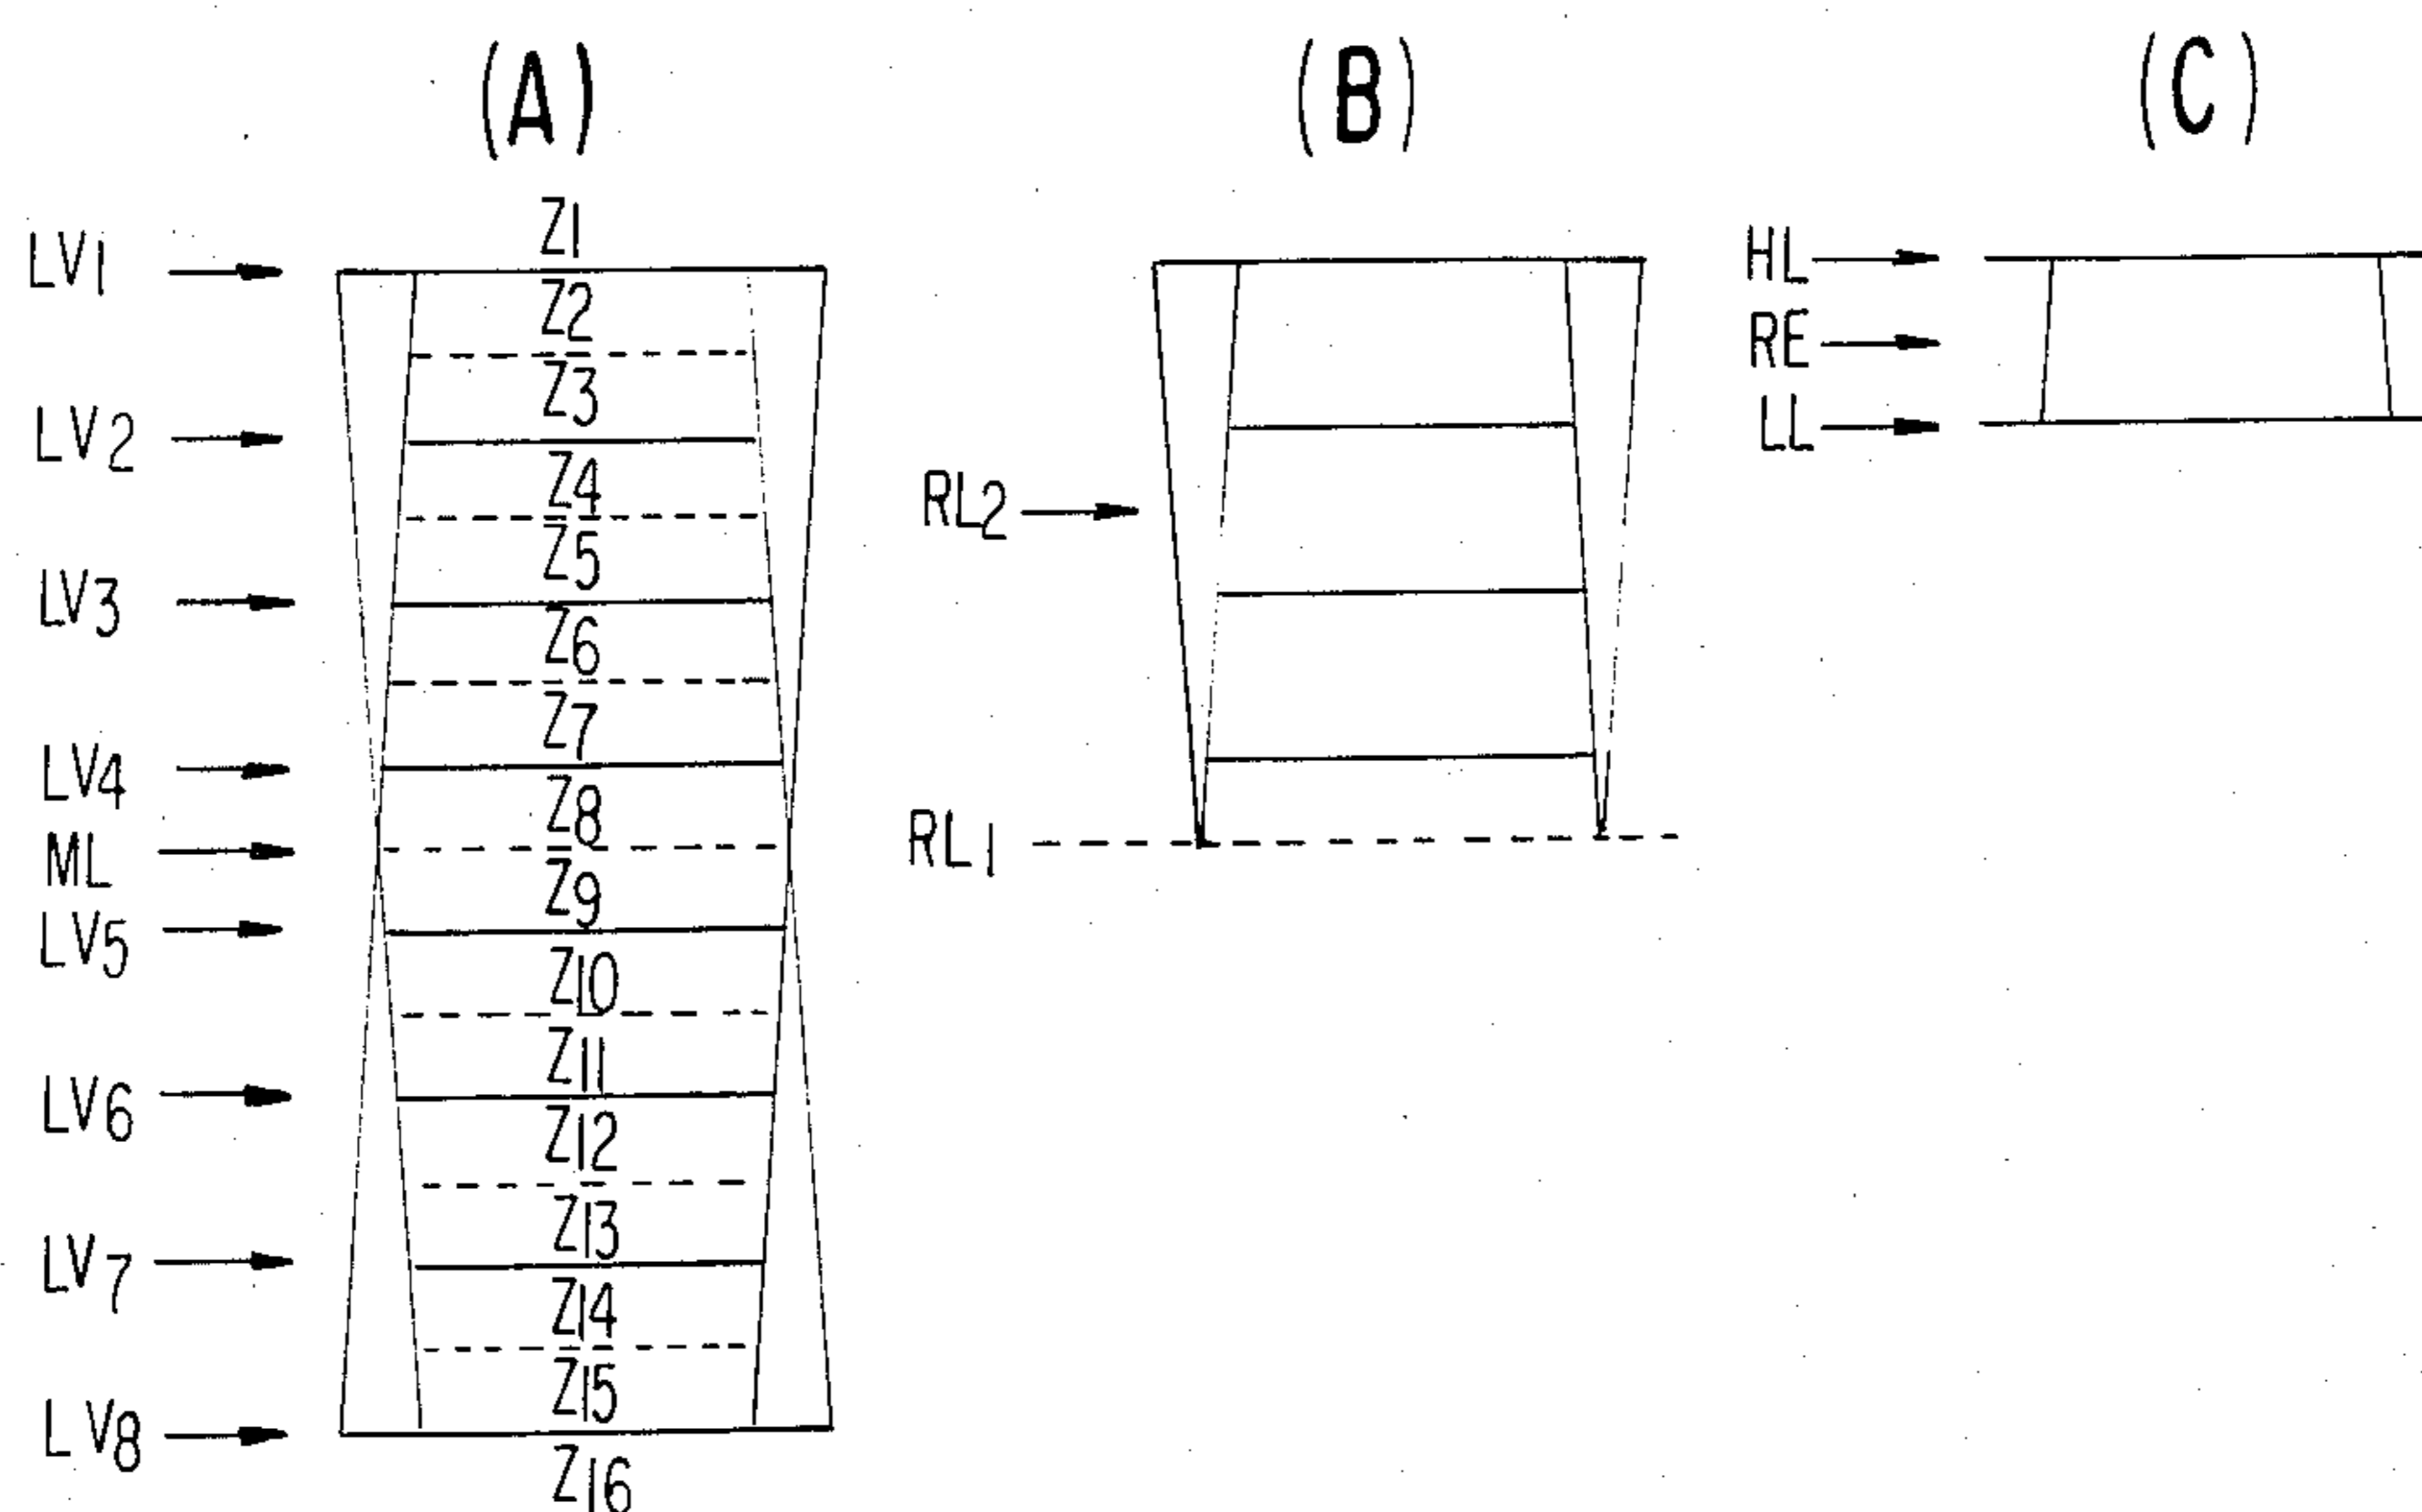 (A) (B) (C)
Z1
LV1
Z2
Z3
LV2
Z4
Z5
LV3
Z6
Z7
LV4
Z8
ML
Z9
LV5
Z10
Z11
LV6
Z12
Z13
LV7
Z14
Z15
LV8
Z16
RL2
RL1
HL
RE
LL